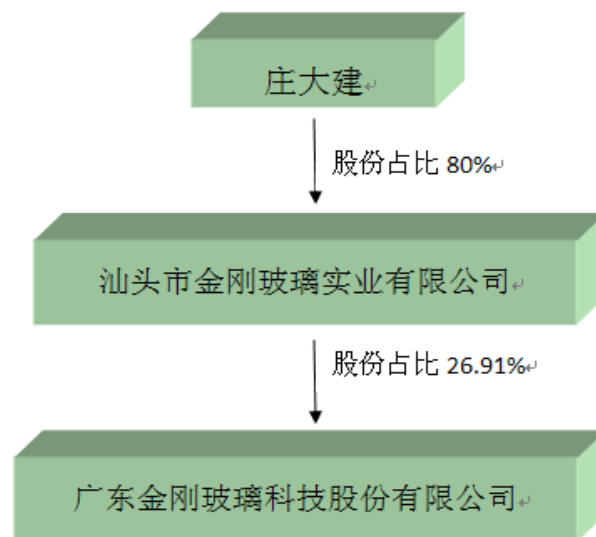 庄大建
股份占比 80%
汕头市金刚玻璃实业有限公司
股份占比 26.91%
广东金刚玻璃科技股份有限公司